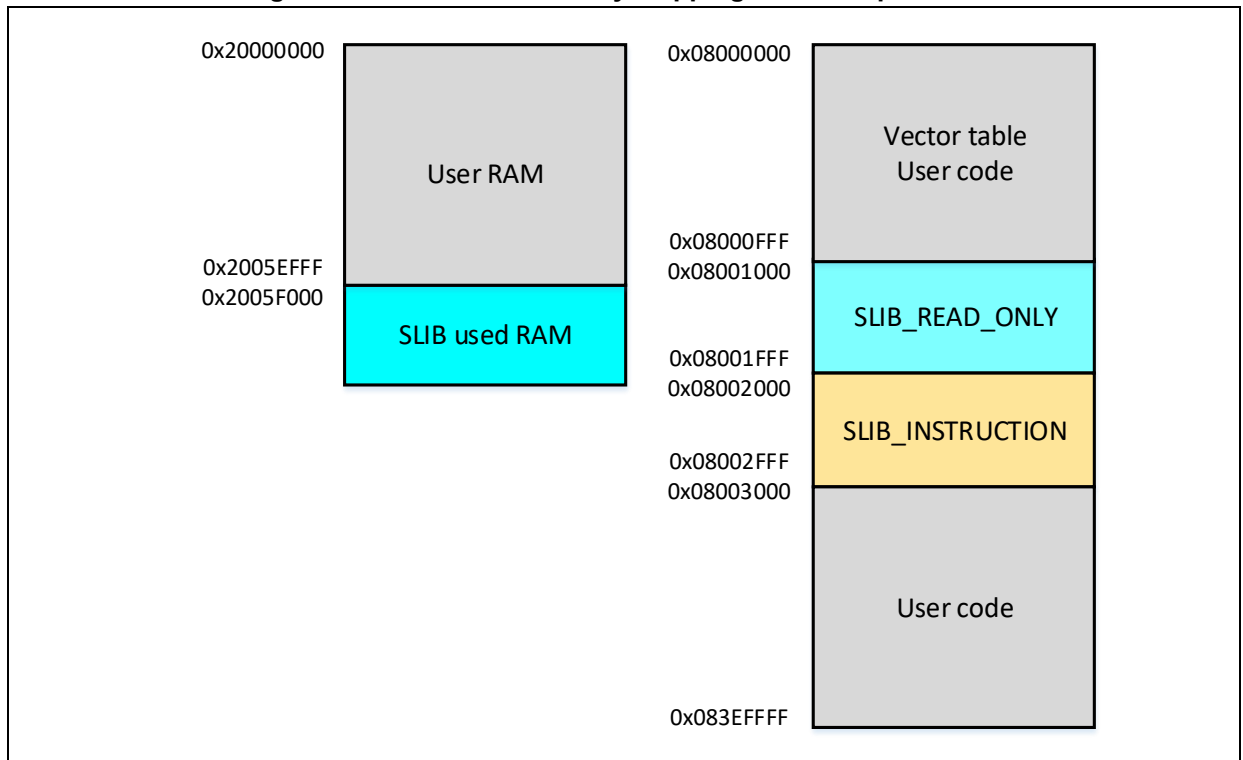 0x20000000
User RAM
0x2005EFFF
0x2005F000
SLIB used RAM
0x08000000
Vector table
User code
0x08000FFF
0x08001000
SLIB_READ_ONLY
0x08001FFF
0x08002000
SLIB_INSTRUCTION
0x08002FFF
0x08003000
User code
0x083EFFFF